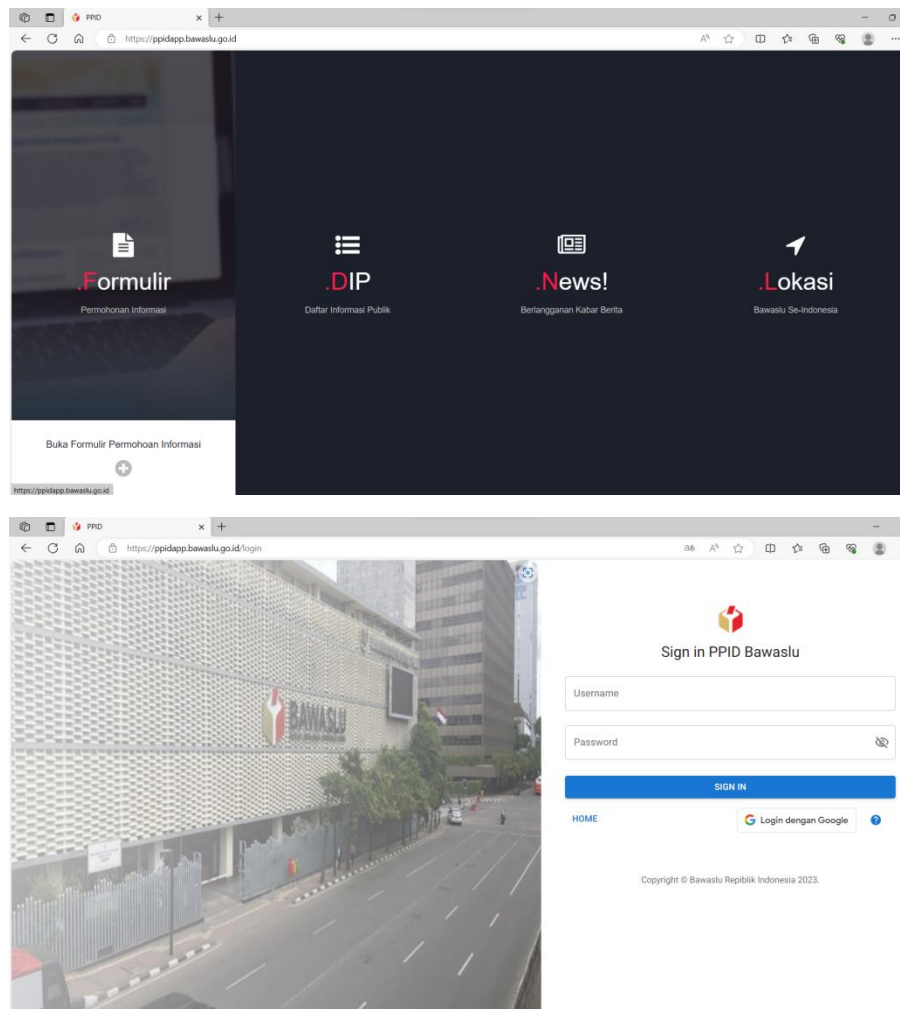 PPID
https://ppidapp.bawaslu.go.id
.Formulir
Permohonan Informasi
.DIP
Daftar Informasi Publik
.News!
Berlangganan Kabar Berita
.Lokasi
Bawaslu Se-Indonesia
Buka Formulir Permohoan Informasi
https://ppidapp.bawaslu.go.id
PPID
https://ppidapp.bawaslu.go.id/login
BAWASLU
Sign in PPID Bawaslu
Username
Password
SIGN IN
HOME
Login dengan Google
Copyright © Bawaslu Repiblik Indonesia 2023.